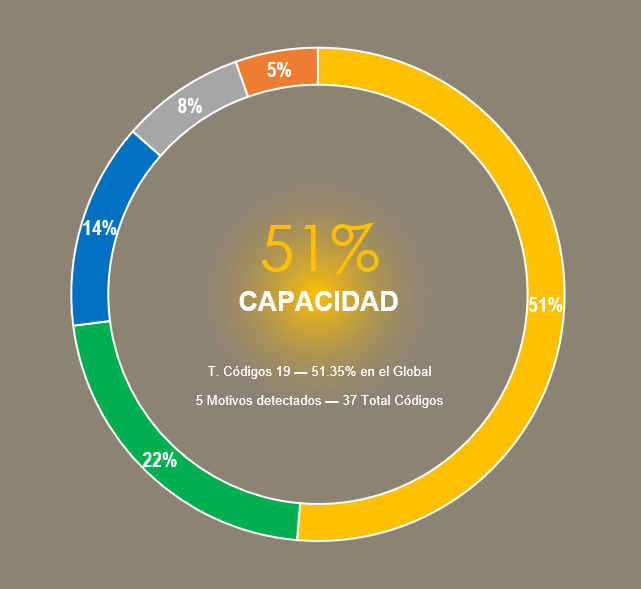 5%
8%
14%
51%
CAPACIDAD
51%
T. Códigos 19 — 51.35% en el Global
5 Motivos detectados — 37 Total Códigos
22%